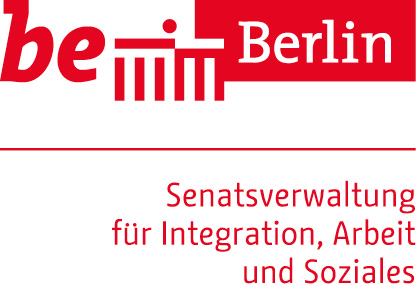 be Berlin
Senatsverwaltung
für Integration, Arbeit
und Soziales